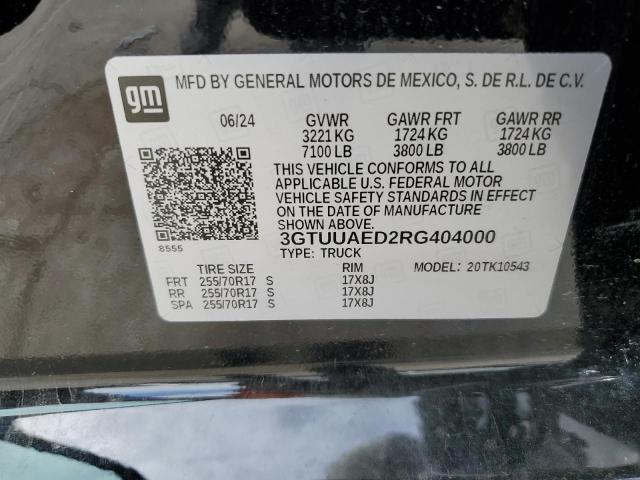 gm MFD BY GENERAL MOTORS DE MEXICO, S. DE R.L. DE C.V.
06/24 GVWR GAWR FRT GAWR RR
3221 KG 1724 KG 1724 KG
7100 LB 3800 LB 3800 LB
THIS VEHICLE CONFORMS TO ALL
APPLICABLE U.S. FEDERAL MOTOR
VEHICLE SAFETY STANDARDS IN EFFECT
ON THE DATE OF MANUFACTURE
SHOWN ABOVE.
3GTUUAED2RG404000
8555
TYPE: TRUCK
TIRE SIZE RIM MODEL: 20TK10543
FRT 255/70R17 S 17X8J
RR 255/70R17 S 17X8J
SPA 255/70R17 S 17X8J